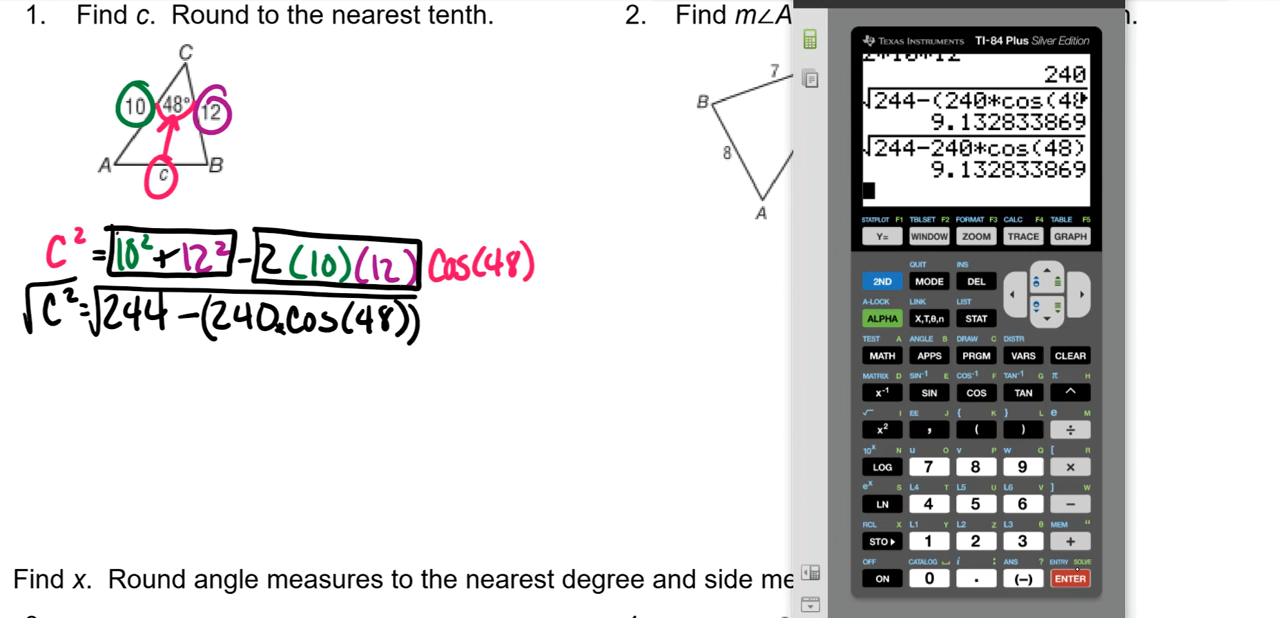 1. Find c. Round to the nearest tenth.
2. Find m∠A
C
10 48° 12
A c B
7
B
8
A
C² = 10² + 12² - 2 (10)(12) Cos(48)
√C² = √244 - (240·cos(48))
Find x. Round angle measures to the nearest degree and side me
TEXAS INSTRUMENTS TI-84 Plus Silver Edition
2*10*12
240
√244-(240*cos(48
9.132833869
√244-240*cos(48)
9.132833869
STATPLOT F1 TBLSET F2 FORMAT F3 CALC F4 TABLE F5
Y= WINDOW ZOOM TRACE GRAPH
QUIT INS
2ND MODE DEL
A-LOCK LINK LIST
ALPHA X,T,θ,n STAT
TEST A ANGLE B DRAW C DISTR
MATH APPS PRGM VARS CLEAR
MATRIX D SIN⁻¹ E COS⁻¹ F TAN⁻¹ G π H
x⁻¹ SIN COS TAN ^
√ I EE J { K } L e M
x² , ( ) ÷
10ˣ N u O v P w Q [ R
LOG 7 8 9 ×
eˣ S L4 T L5 U L6 V ] W
LN 4 5 6 −
RCL X L1 Y L2 Z L3 θ MEM "
STO▶ 1 2 3 +
OFF CATALOG ⎵ i : ANS ? ENTRY SOLVE
ON 0 . (−) ENTER